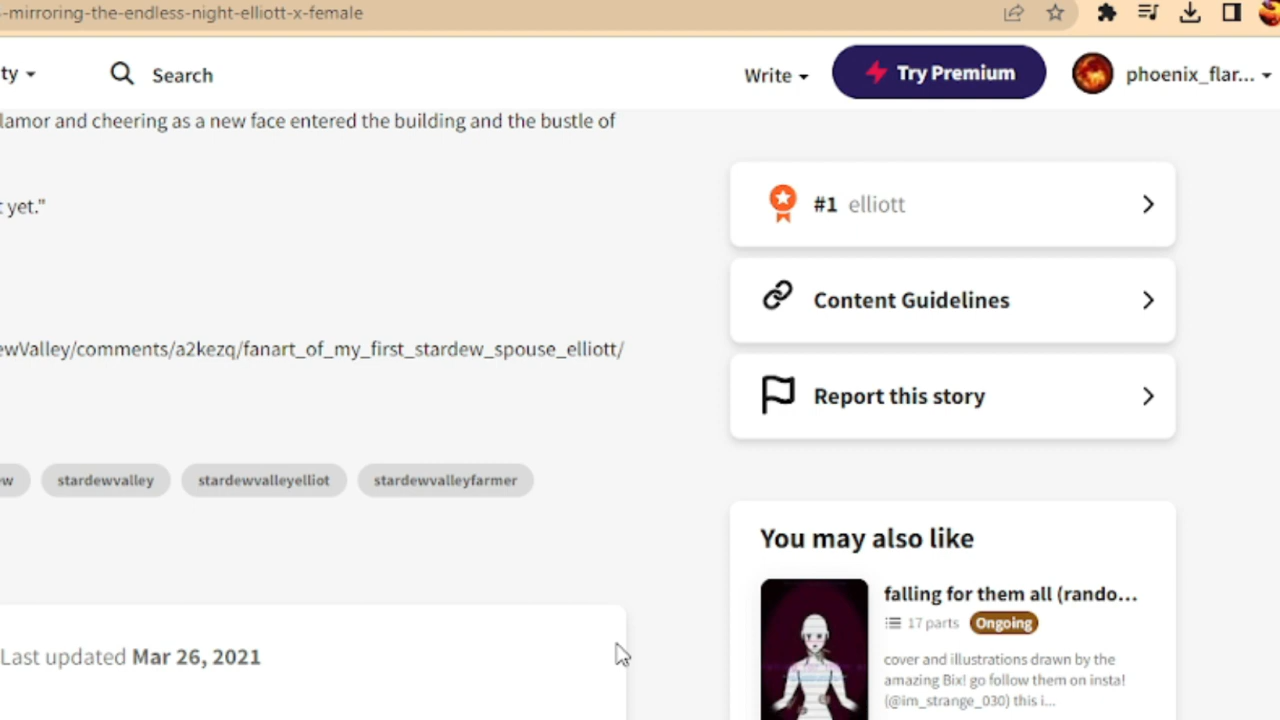 -mirroring-the-endless-night-elliott-x-female
ty
Search
Write
Try Premium
phoenix_flar...
lamor and cheering as a new face entered the building and the bustle of
yet."
ewValley/comments/a2kezq/fanart_of_my_first_stardew_spouse_elliott/
ew
stardewvalley
stardewvalleyelliot
stardewvalleyfarmer
Last updated Mar 26, 2021
#1 elliott
Content Guidelines
Report this story
You may also like
falling for them all (rando...
17 parts
Ongoing
cover and illustrations drawn by the
amazing Bix! go follow them on insta!
(@im_strange_030) this i...